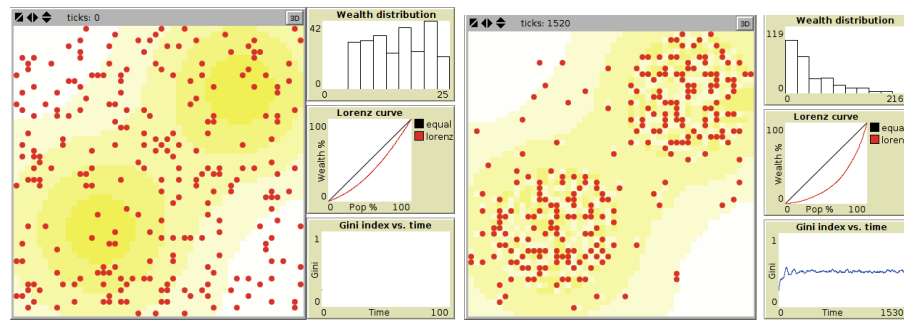 ticks: 0
3D
Wealth distribution
42
0
0
25
Lorenz curve
100
Wealth %
0
0
Pop %
100
equal
lorenz
Gini index vs. time
1
Gini
0
0
Time
100
ticks: 1520
3D
Wealth distribution
119
0
0
216
Lorenz curve
100
Wealth %
0
0
Pop %
100
equal
loren
Gini index vs. time
1
Gini
0
0
Time
1530